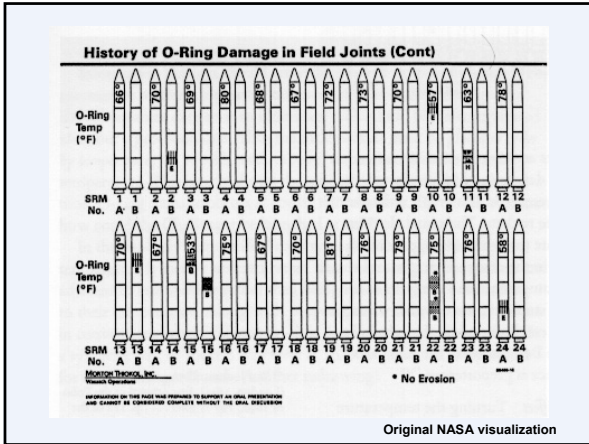 History of O-Ring Damage in Field Joints (Cont)
66° 70° 69° 80° 68° 67° 72° 73° 70° 57° 63° 78°
O-Ring
Temp
(°F)
E E H
SRM 1 1 2 2 3 3 4 4 5 5 6 6 7 7 8 8 9 9 10 10 11 11 12 12
No. A B A B A B A B A B A B A B A B A B A B A B A B
70° 67° 53° 75° 67° 70° 81° 76° 79° 75° 76° 58°
O-Ring
Temp
(°F)
* *
SRM 13 13 14 14 15 15 16 16 17 17 18 18 19 19 20 20 21 21 22 22 23 23 24 24
No. A B A B A B A B A B A B A B A B A B A B A B A B
MORTON THIOKOL, INC.
Wasatch Operations
* No Erosion
INFORMATION ON THIS PAGE WAS PREPARED TO SUPPORT AN ORAL PRESENTATION
AND CANNOT BE CONSIDERED COMPLETE WITHOUT THE ORAL DISCUSSION
Original NASA visualization